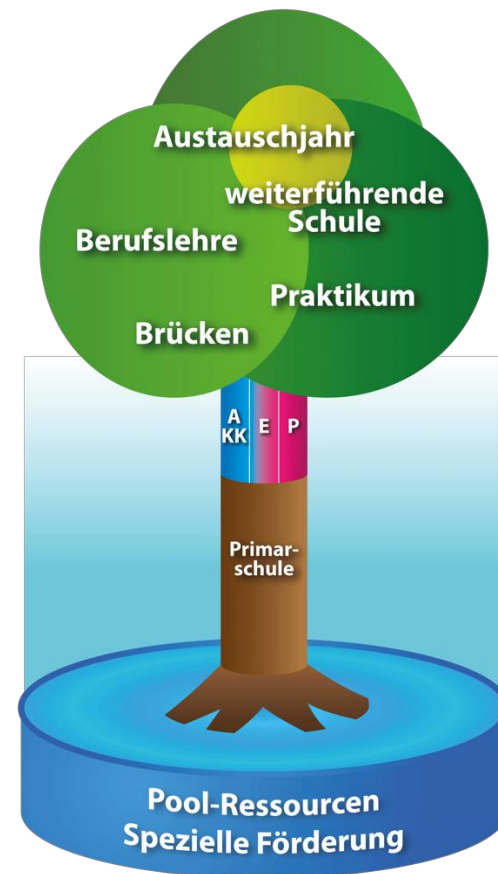 Austauschjahr
weiterführende
Schule
Berufslehre
Praktikum
Brücken
A
KK
E
P
Primar-
schule
Pool-Ressourcen
Spezielle Förderung